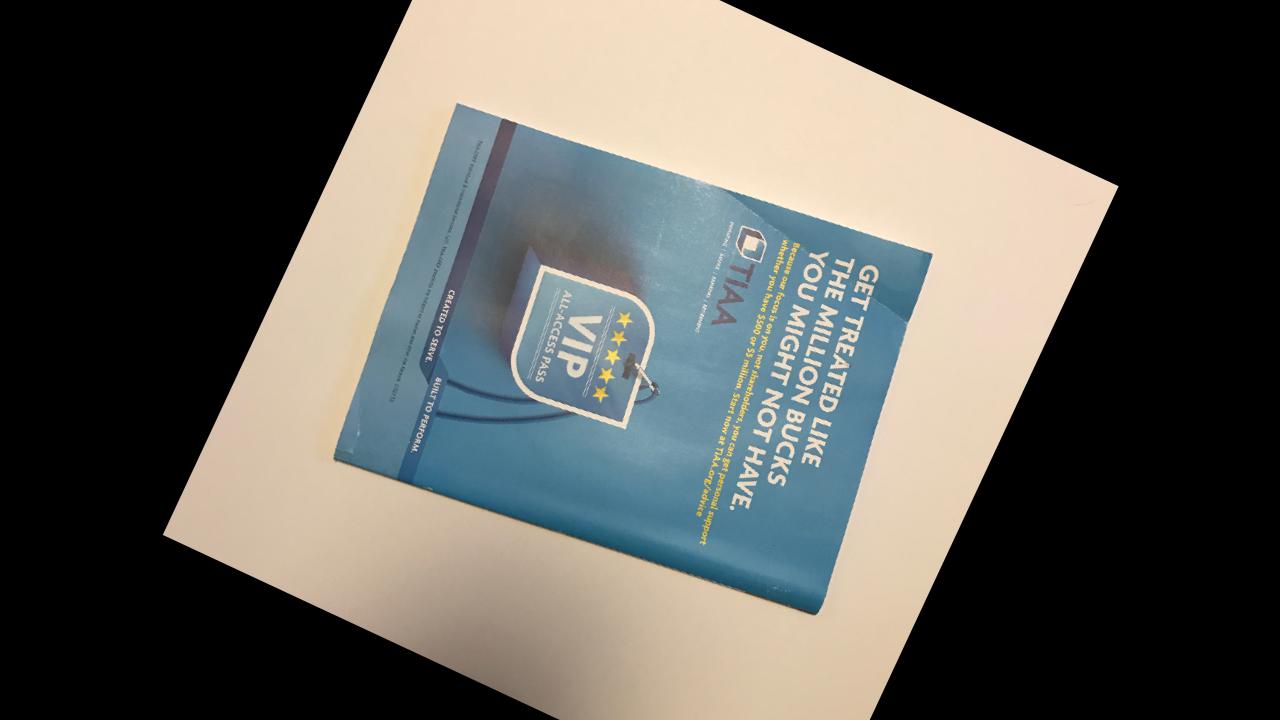 GET TREATED LIKE
THE MILLION BUCKS
YOU MIGHT NOT HAVE.
Because our focus is on you, not shareholders, you can get personal support
whether you have $500 or $5 million. Start now at TIAA.org/advice
TIAA
VIP
ALL-ACCESS PASS
CREATED TO SERVE.
BUILT TO PERFORM.